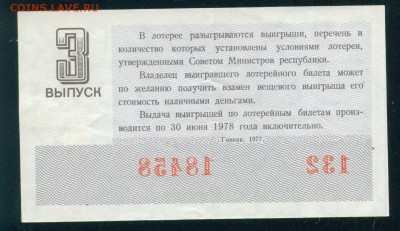 COINS.LAVE.RU
3
ВЫПУСК
В лотерее разыгрываются выигрыши, перечень и
количество которых установлены условиями лотереи,
утвержденными Советом Министров республики.
Владелец выигравшего лотерейного билета может
по желанию получить взамен вещевого выигрыша его
стоимость наличными деньгами.
Выдача выигрышей по лотерейным билетам произ-
водится по 30 июня 1978 года включительно.
Гознак. 1977.
18458
132